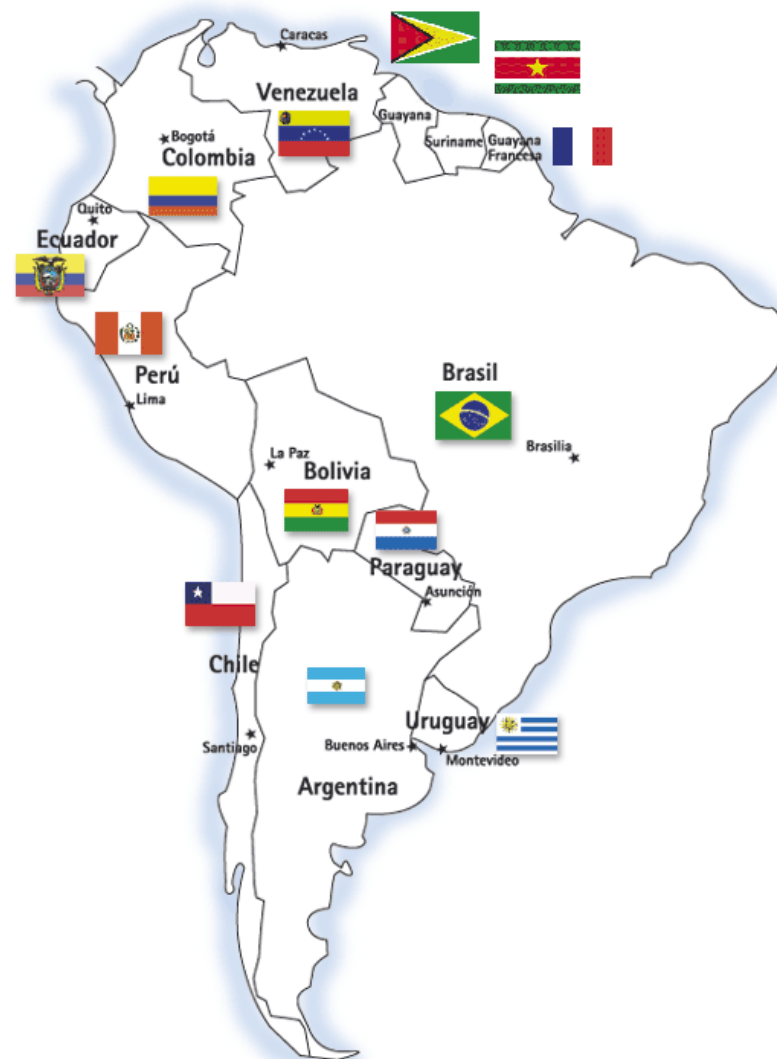 Caracas
Venezuela
Guayana
Suriname
Guayana
Francesa
Bogotá
Colombia
Quito
Ecuador
Perú
Lima
Brasil
Brasilia
La Paz
Bolivia
Paraguay
Asunción
Chile
Santiago
Uruguay
Buenos Aires
Montevideo
Argentina